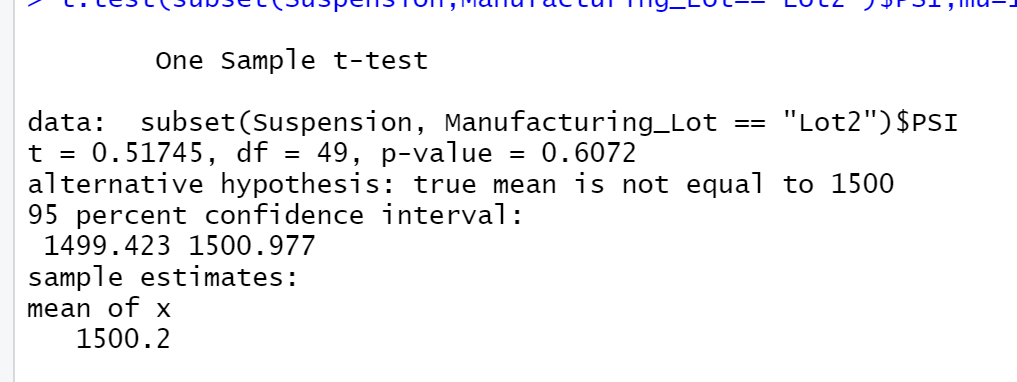 > t.test(subset(Suspension,Manufacturing_Lot=="Lot2")$PSI,mu=1
One Sample t-test
data: subset(Suspension, Manufacturing_Lot == "Lot2")$PSI
t = 0.51745, df = 49, p-value = 0.6072
alternative hypothesis: true mean is not equal to 1500
95 percent confidence interval:
1499.423 1500.977
sample estimates:
mean of x
1500.2